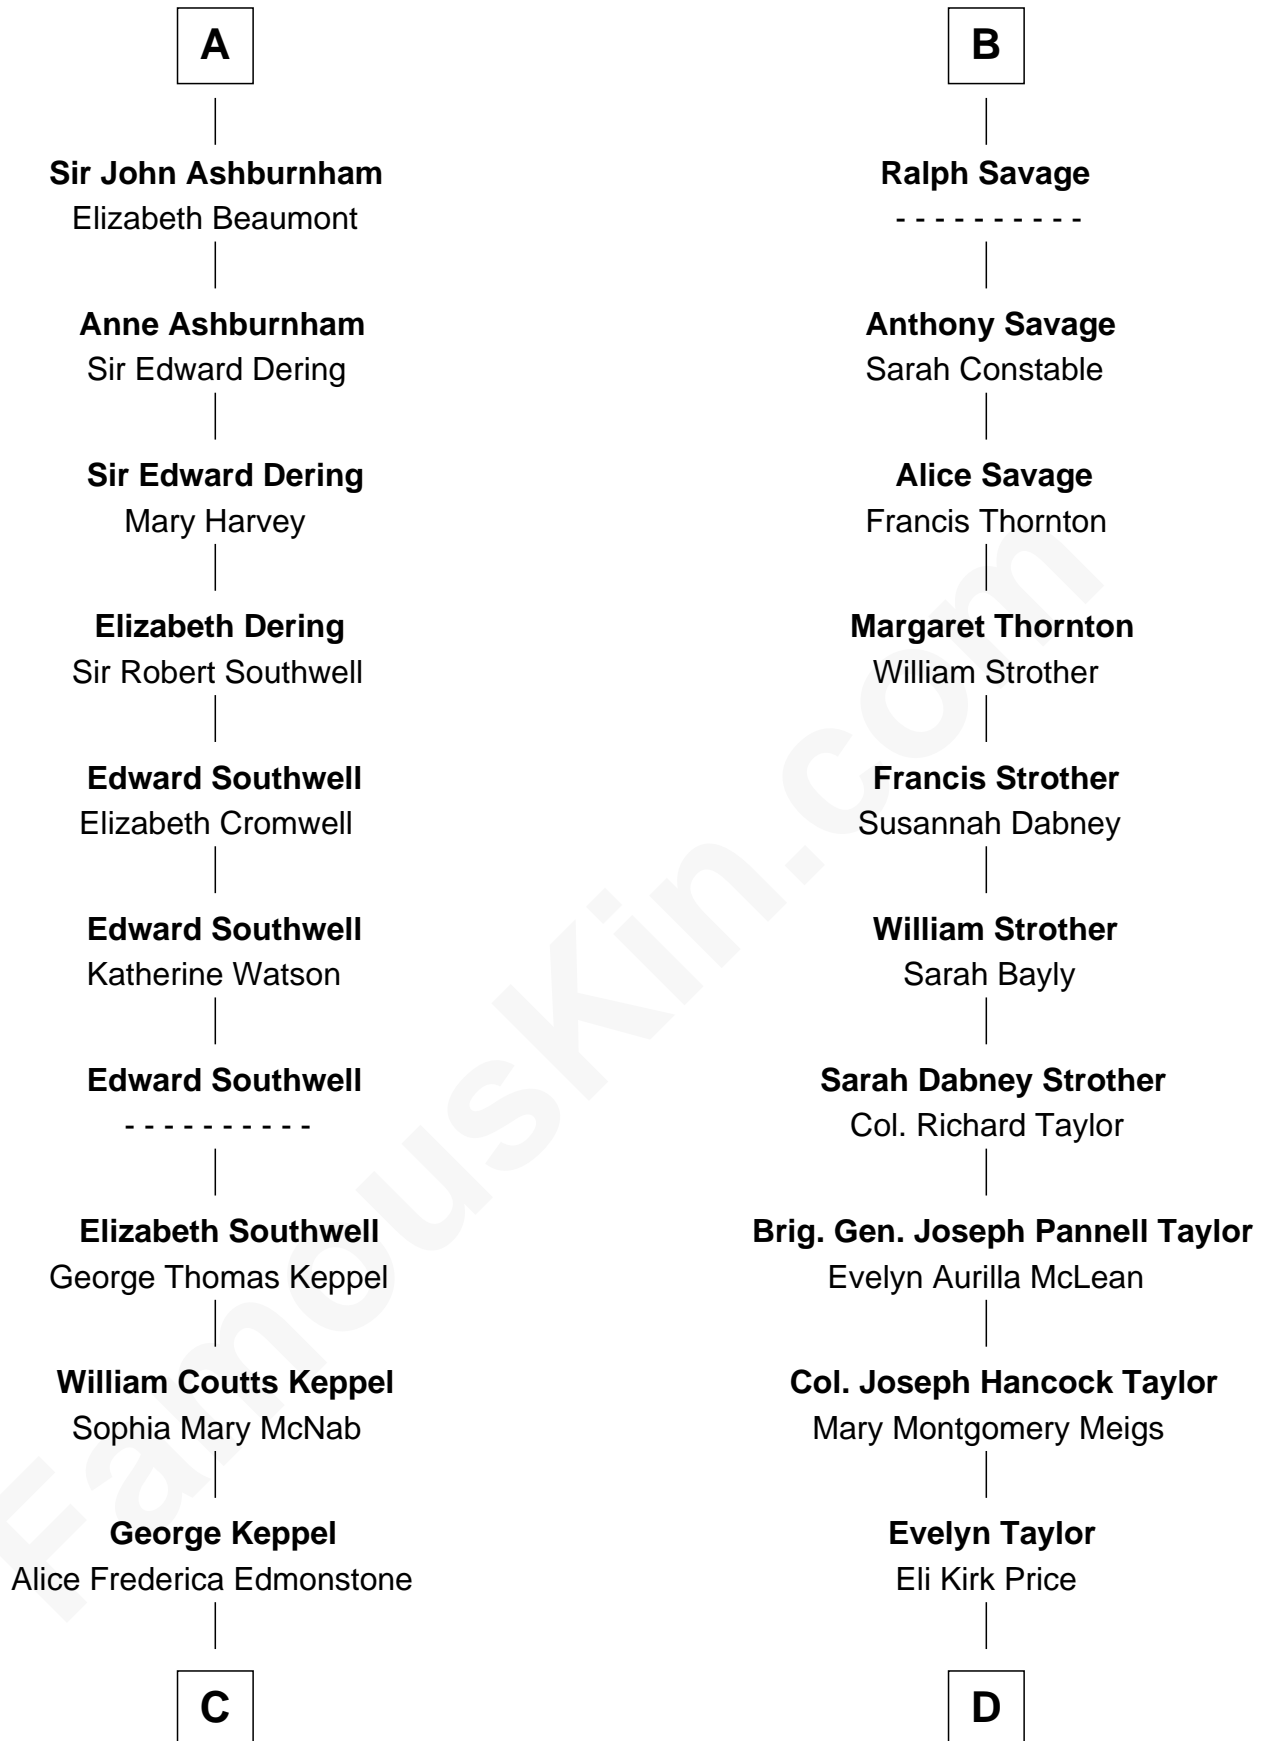 A
Sir John Ashburnham
Elizabeth Beaumont
Anne Ashburnham
Sir Edward Dering
Sir Edward Dering
Mary Harvey
Elizabeth Dering
Sir Robert Southwell
Edward Southwell
Elizabeth Cromwell
Edward Southwell
Katherine Watson
Edward Southwell
- - - - - - - - - -
Elizabeth Southwell
George Thomas Keppel
William Coutts Keppel
Sophia Mary McNab
George Keppel
Alice Frederica Edmonstone
C
B
Ralph Savage
- - - - - - - - - -
Anthony Savage
Sarah Constable
Alice Savage
Francis Thornton
Margaret Thornton
William Strother
Francis Strother
Susannah Dabney
William Strother
Sarah Bayly
Sarah Dabney Strother
Col. Richard Taylor
Brig. Gen. Joseph Pannell Taylor
Evelyn Aurilla McLean
Col. Joseph Hancock Taylor
Mary Montgomery Meigs
Evelyn Taylor
Eli Kirk Price
D
FamousKin.com